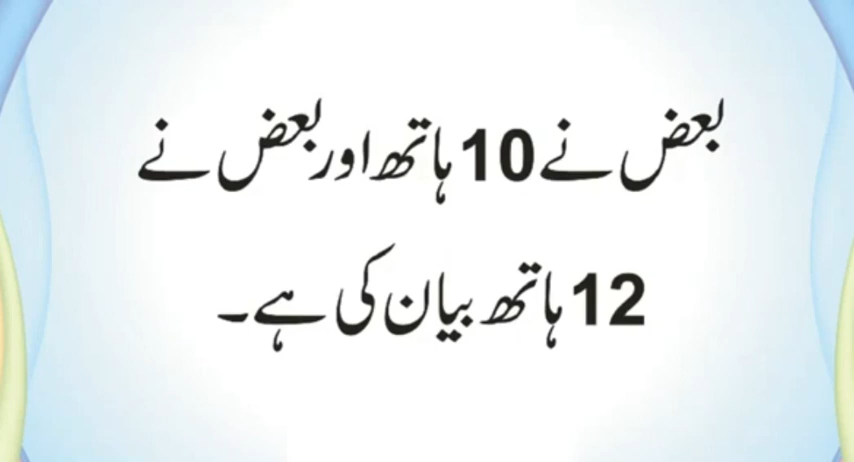 بعض نے 10 ہاتھ اور بعض نے
12 ہاتھ بیان کی ہے۔